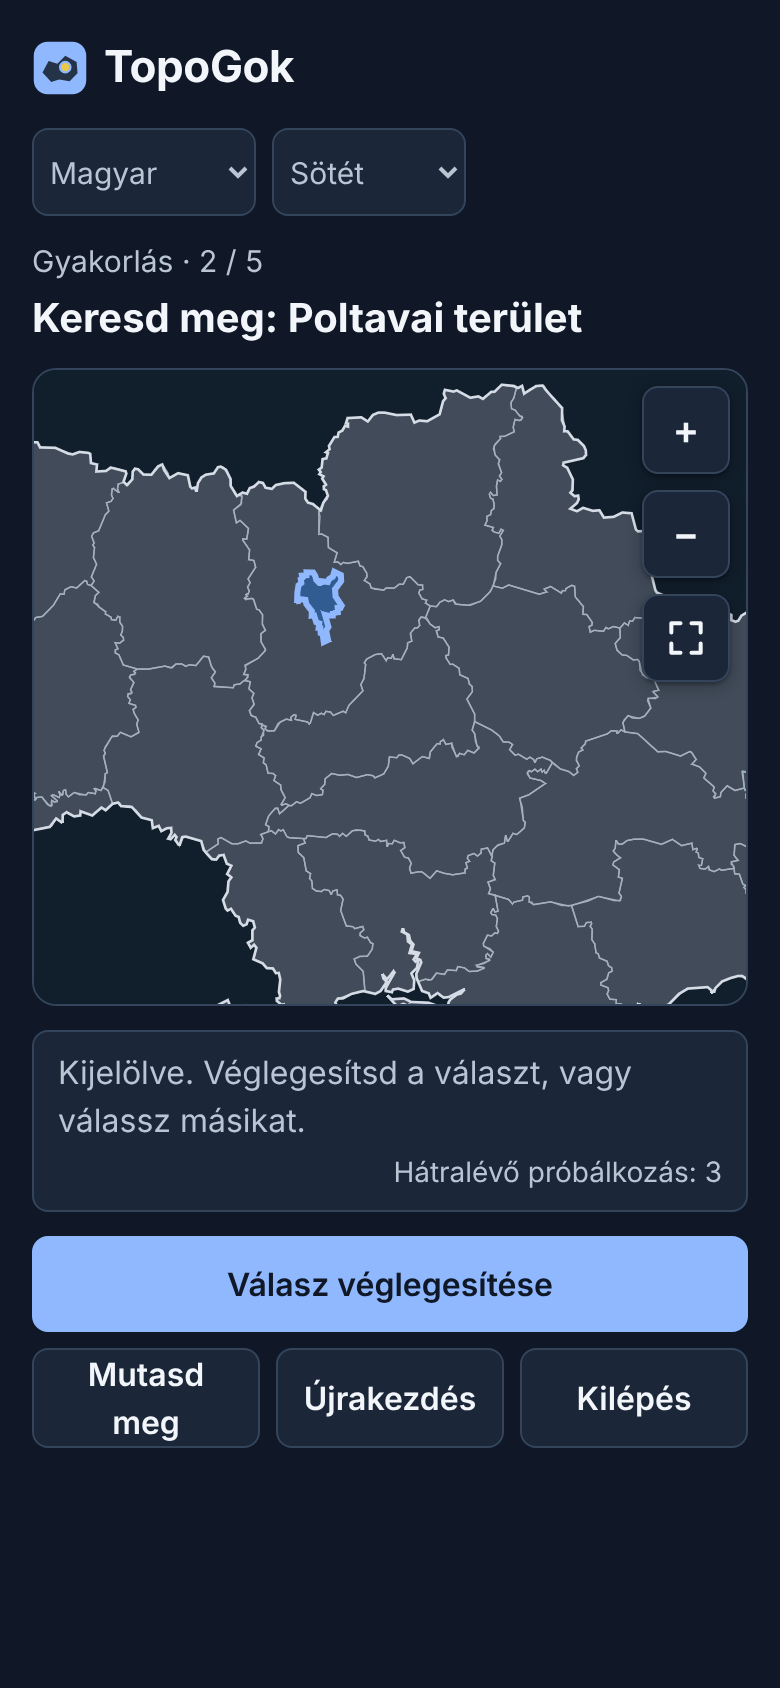 TopoGok
Magyar
Sötét
Gyakorlás · 2 / 5
Keresd meg: Poltavai terület
+
−
Kijelölve. Véglegesítsd a választ, vagy
válassz másikat.
Hátralévő próbálkozás: 3
Válasz véglegesítése
Mutasd
meg
Újrakezdés
Kilépés